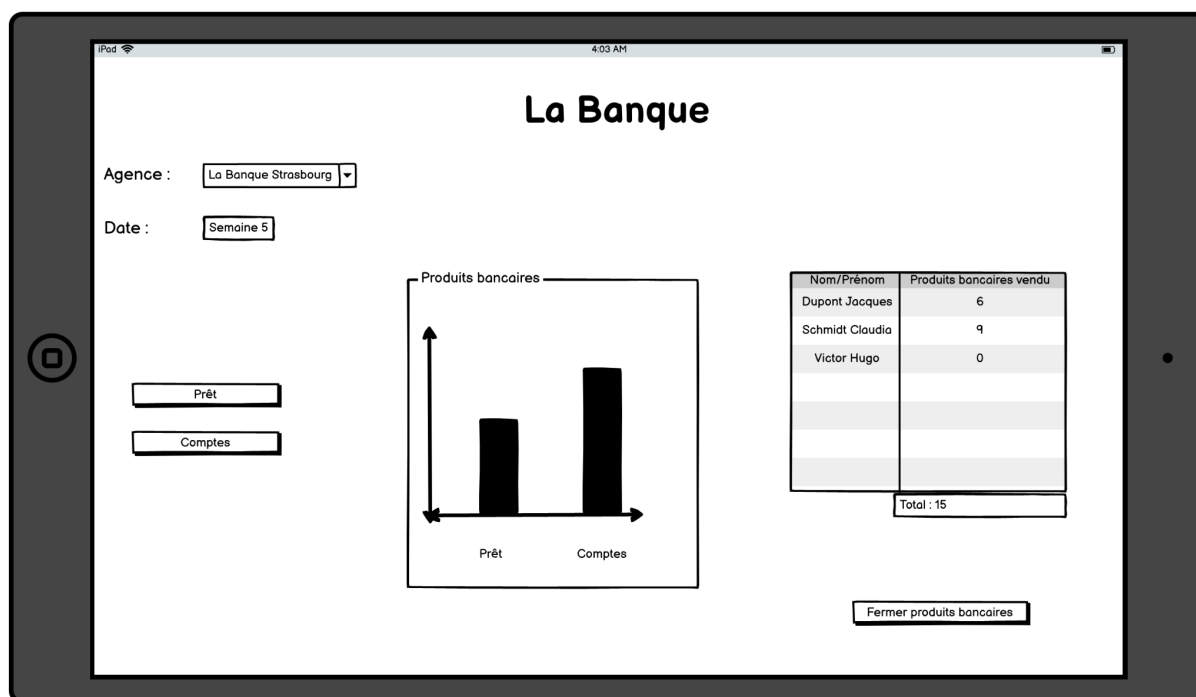 iPad 4:03 AM
La Banque
Agence : La Banque Strasbourg
Date : Semaine 5
Prêt
Comptes
Produits bancaires
Prêt Comptes
Nom/Prénom Produits bancaires vendu
Dupont Jacques 6
Schmidt Claudia 9
Victor Hugo 0
Total : 15
Fermer produits bancaires